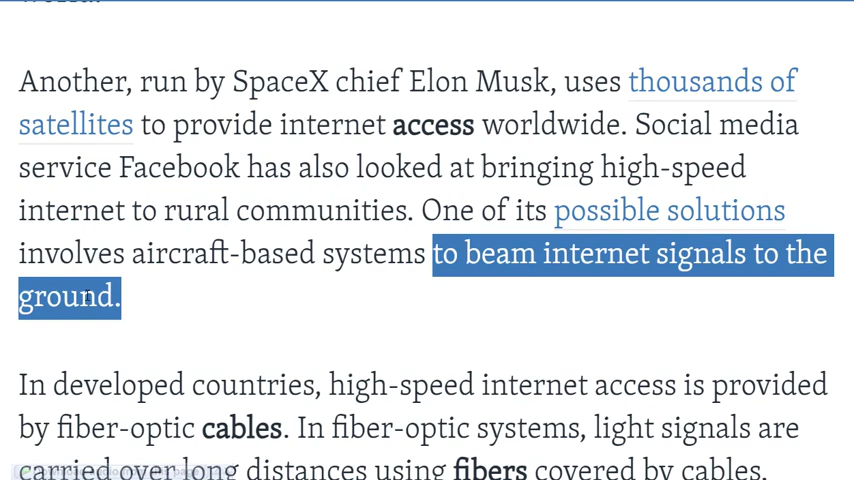 Another, run by SpaceX chief Elon Musk, uses thousands of
satellites to provide internet access worldwide. Social media
service Facebook has also looked at bringing high-speed
internet to rural communities. One of its possible solutions
involves aircraft-based systems to beam internet signals to the
ground.
In developed countries, high-speed internet access is provided
by fiber-optic cables. In fiber-optic systems, light signals are
carried over long distances using fibers covered by cables.